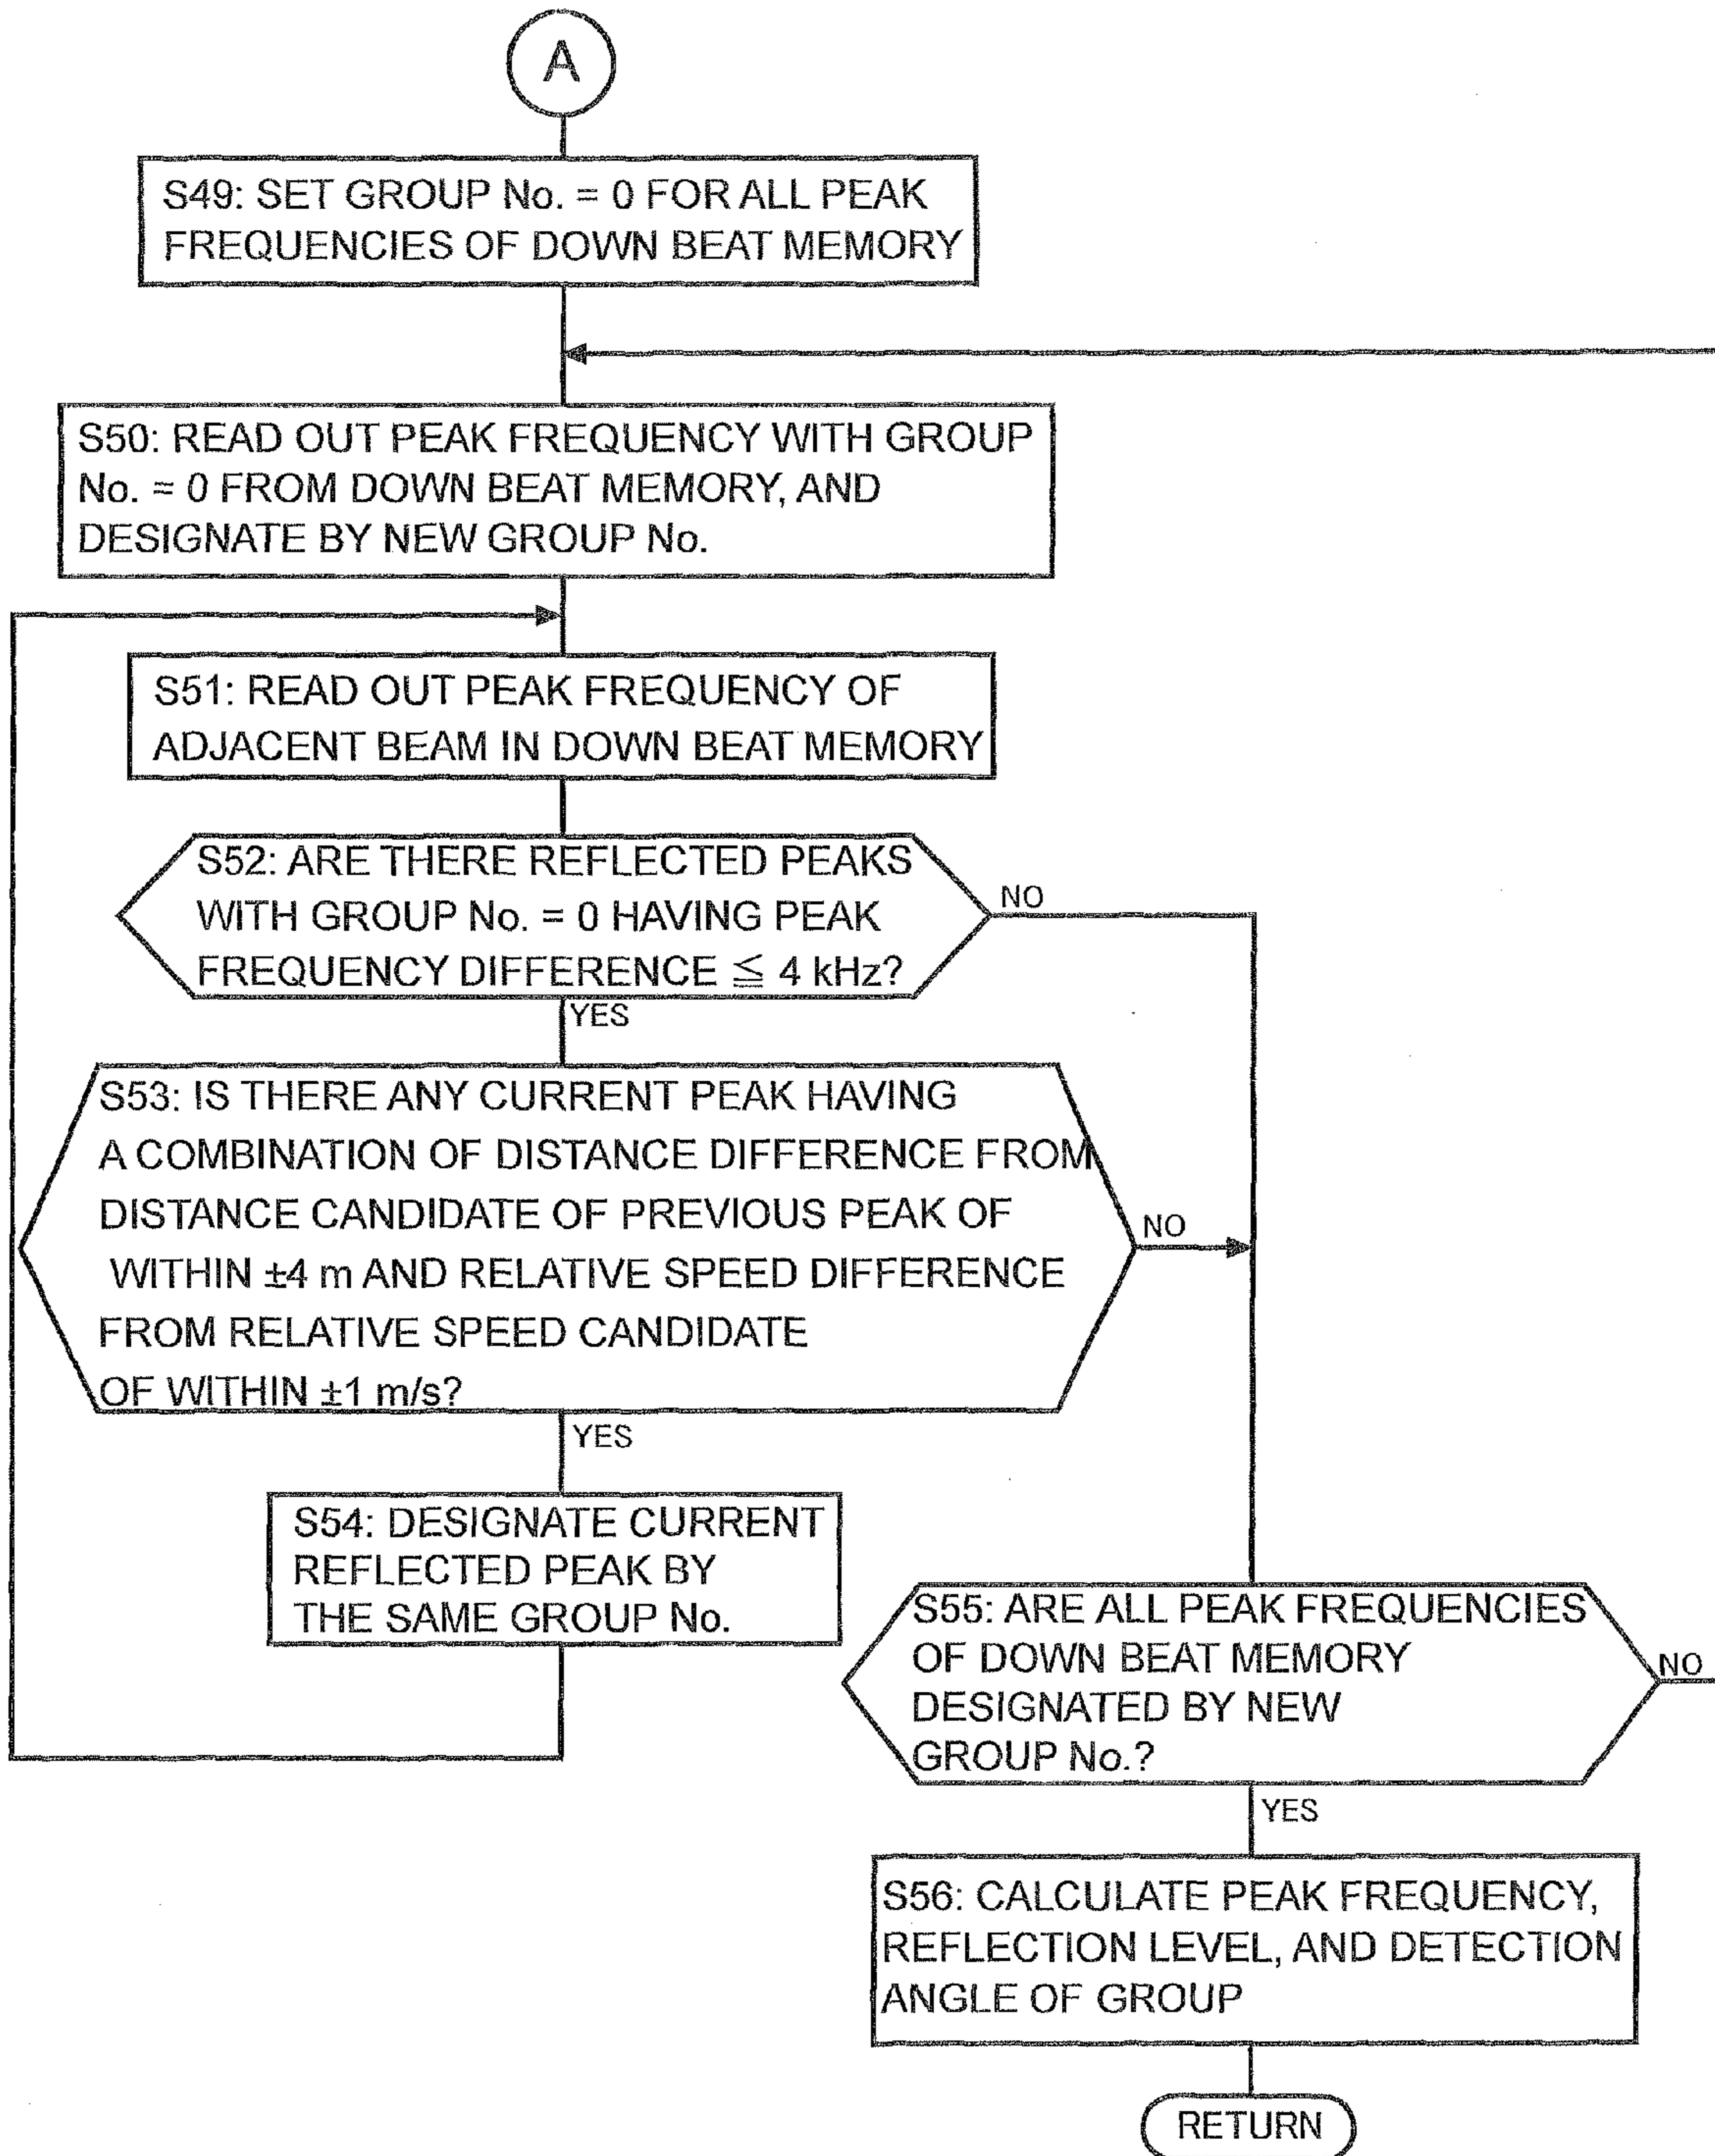 A
S49: SET GROUP No. = 0 FOR ALL PEAK
FREQUENCIES OF DOWN BEAT MEMORY
S50: READ OUT PEAK FREQUENCY WITH GROUP
No. = 0 FROM DOWN BEAT MEMORY, AND
DESIGNATE BY NEW GROUP No.
S51: READ OUT PEAK FREQUENCY OF
ADJACENT BEAM IN DOWN BEAT MEMORY
S52: ARE THERE REFLECTED PEAKS
WITH GROUP No. = 0 HAVING PEAK
FREQUENCY DIFFERENCE ≦ 4 kHz?
NO
YES
S53: IS THERE ANY CURRENT PEAK HAVING
A COMBINATION OF DISTANCE DIFFERENCE FROM
DISTANCE CANDIDATE OF PREVIOUS PEAK OF
WITHIN ±4 m AND RELATIVE SPEED DIFFERENCE
FROM RELATIVE SPEED CANDIDATE
OF WITHIN ±1 m/s?
NO
YES
S54: DESIGNATE CURRENT
REFLECTED PEAK BY
THE SAME GROUP No.
S55: ARE ALL PEAK FREQUENCIES
OF DOWN BEAT MEMORY
DESIGNATED BY NEW
GROUP No.?
NO
YES
S56: CALCULATE PEAK FREQUENCY,
REFLECTION LEVEL, AND DETECTION
ANGLE OF GROUP
RETURN